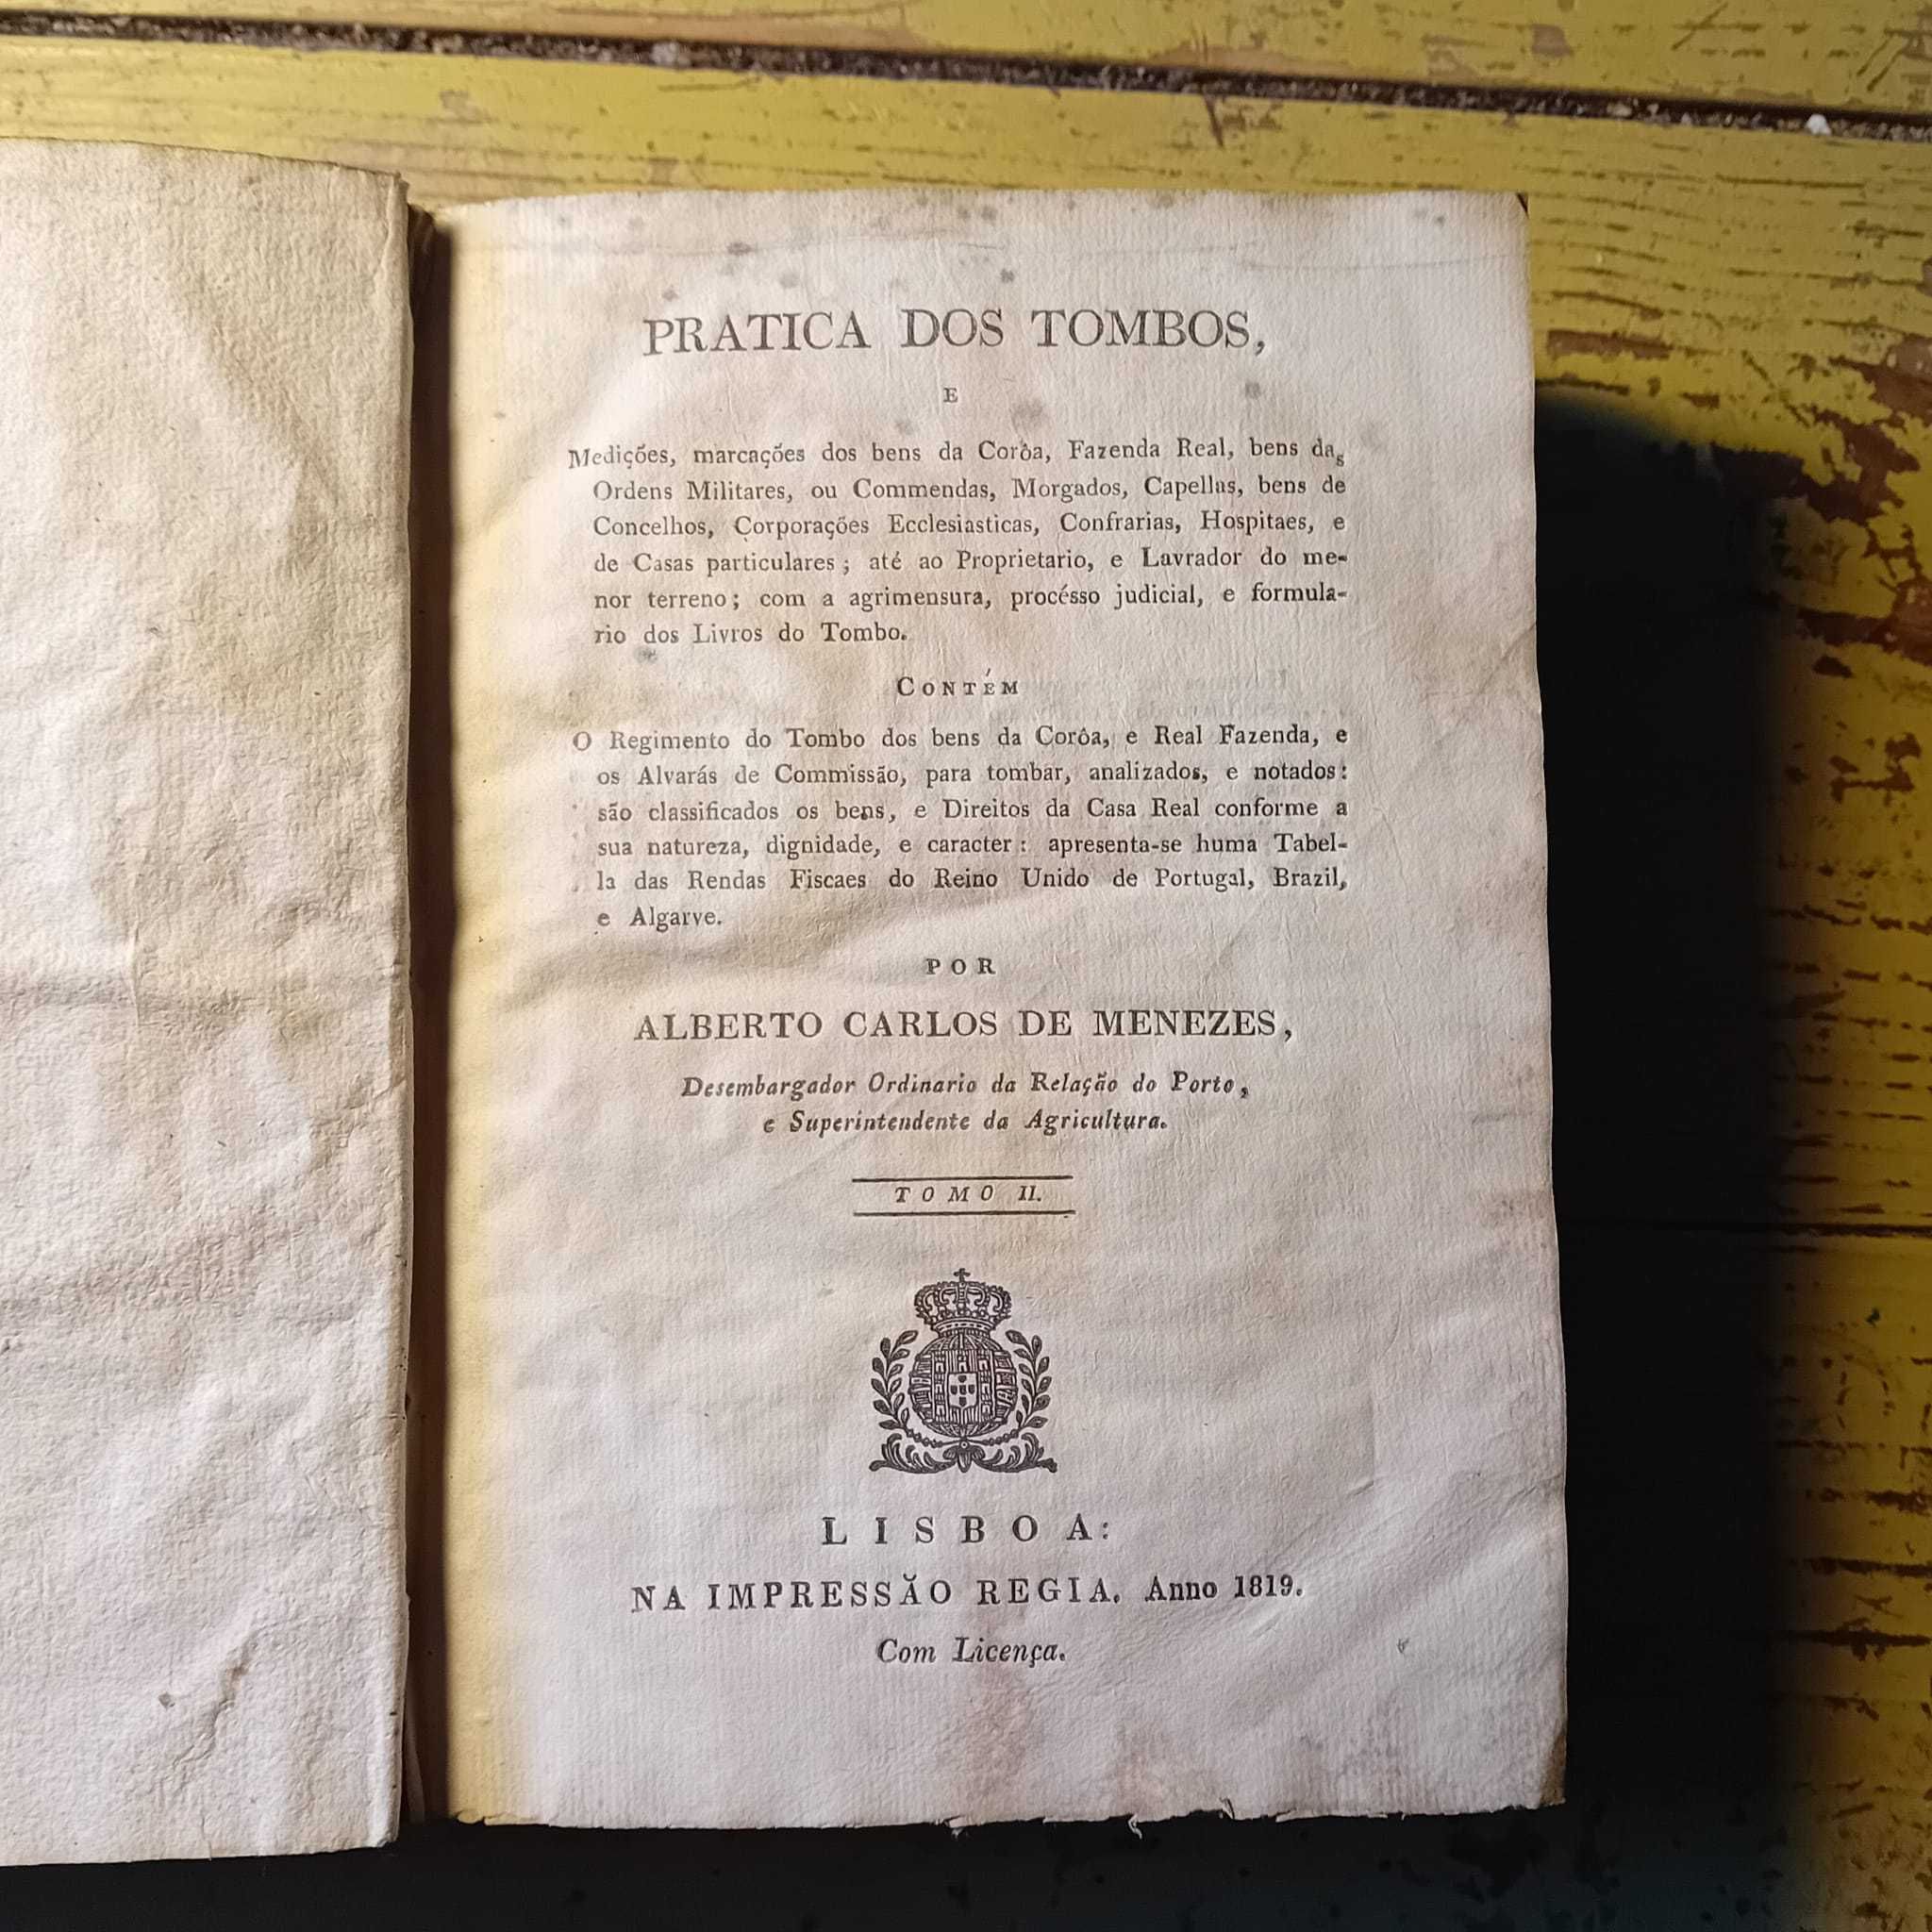 PRATICA DOS TOMBOS,
E
Medições, marcações dos bens da Corôa, Fazenda Real, bens das
Ordens Militares, ou Commendas, Morgados, Capellas, bens de
Concelhos, Corporações Ecclesiasticas, Confrarias, Hospitaes, e
de Casas particulares; até ao Proprietario, e Lavrador do me-
nor terreno; com a agrimensura, procésso judicial, e formula-
rio dos Livros do Tombo.
CONTÉM
O Regimento do Tombo dos bens da Corôa, e Real Fazenda, e
os Alvarás de Commissão, para tombar, analizados, e notados:
são classificados os bens, e Direitos da Casa Real conforme a
sua natureza, dignidade, e caracter: apresenta-se huma Tabel-
la das Rendas Fiscaes do Reino Unido de Portugal, Brazil,
e Algarve.
POR
ALBERTO CARLOS DE MENEZES,
Desembargador Ordinario da Relação do Porto,
e Superintendente da Agricultura.
TOMO II.
LISBOA:
NA IMPRESSÃO REGIA. Anno 1819.
Com Licença.